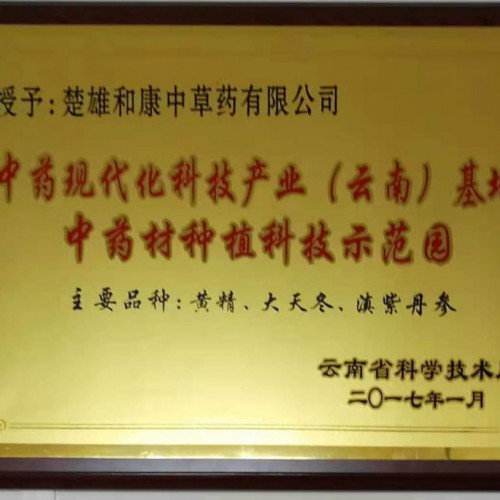 授予:楚雄和康中草药有限公司
中药现代化科技产业(云南)基地
中药材种植科技示范园
主要品种:黄精、大天冬、滇紫丹参
云南省科学技术厅
二〇一七年一月